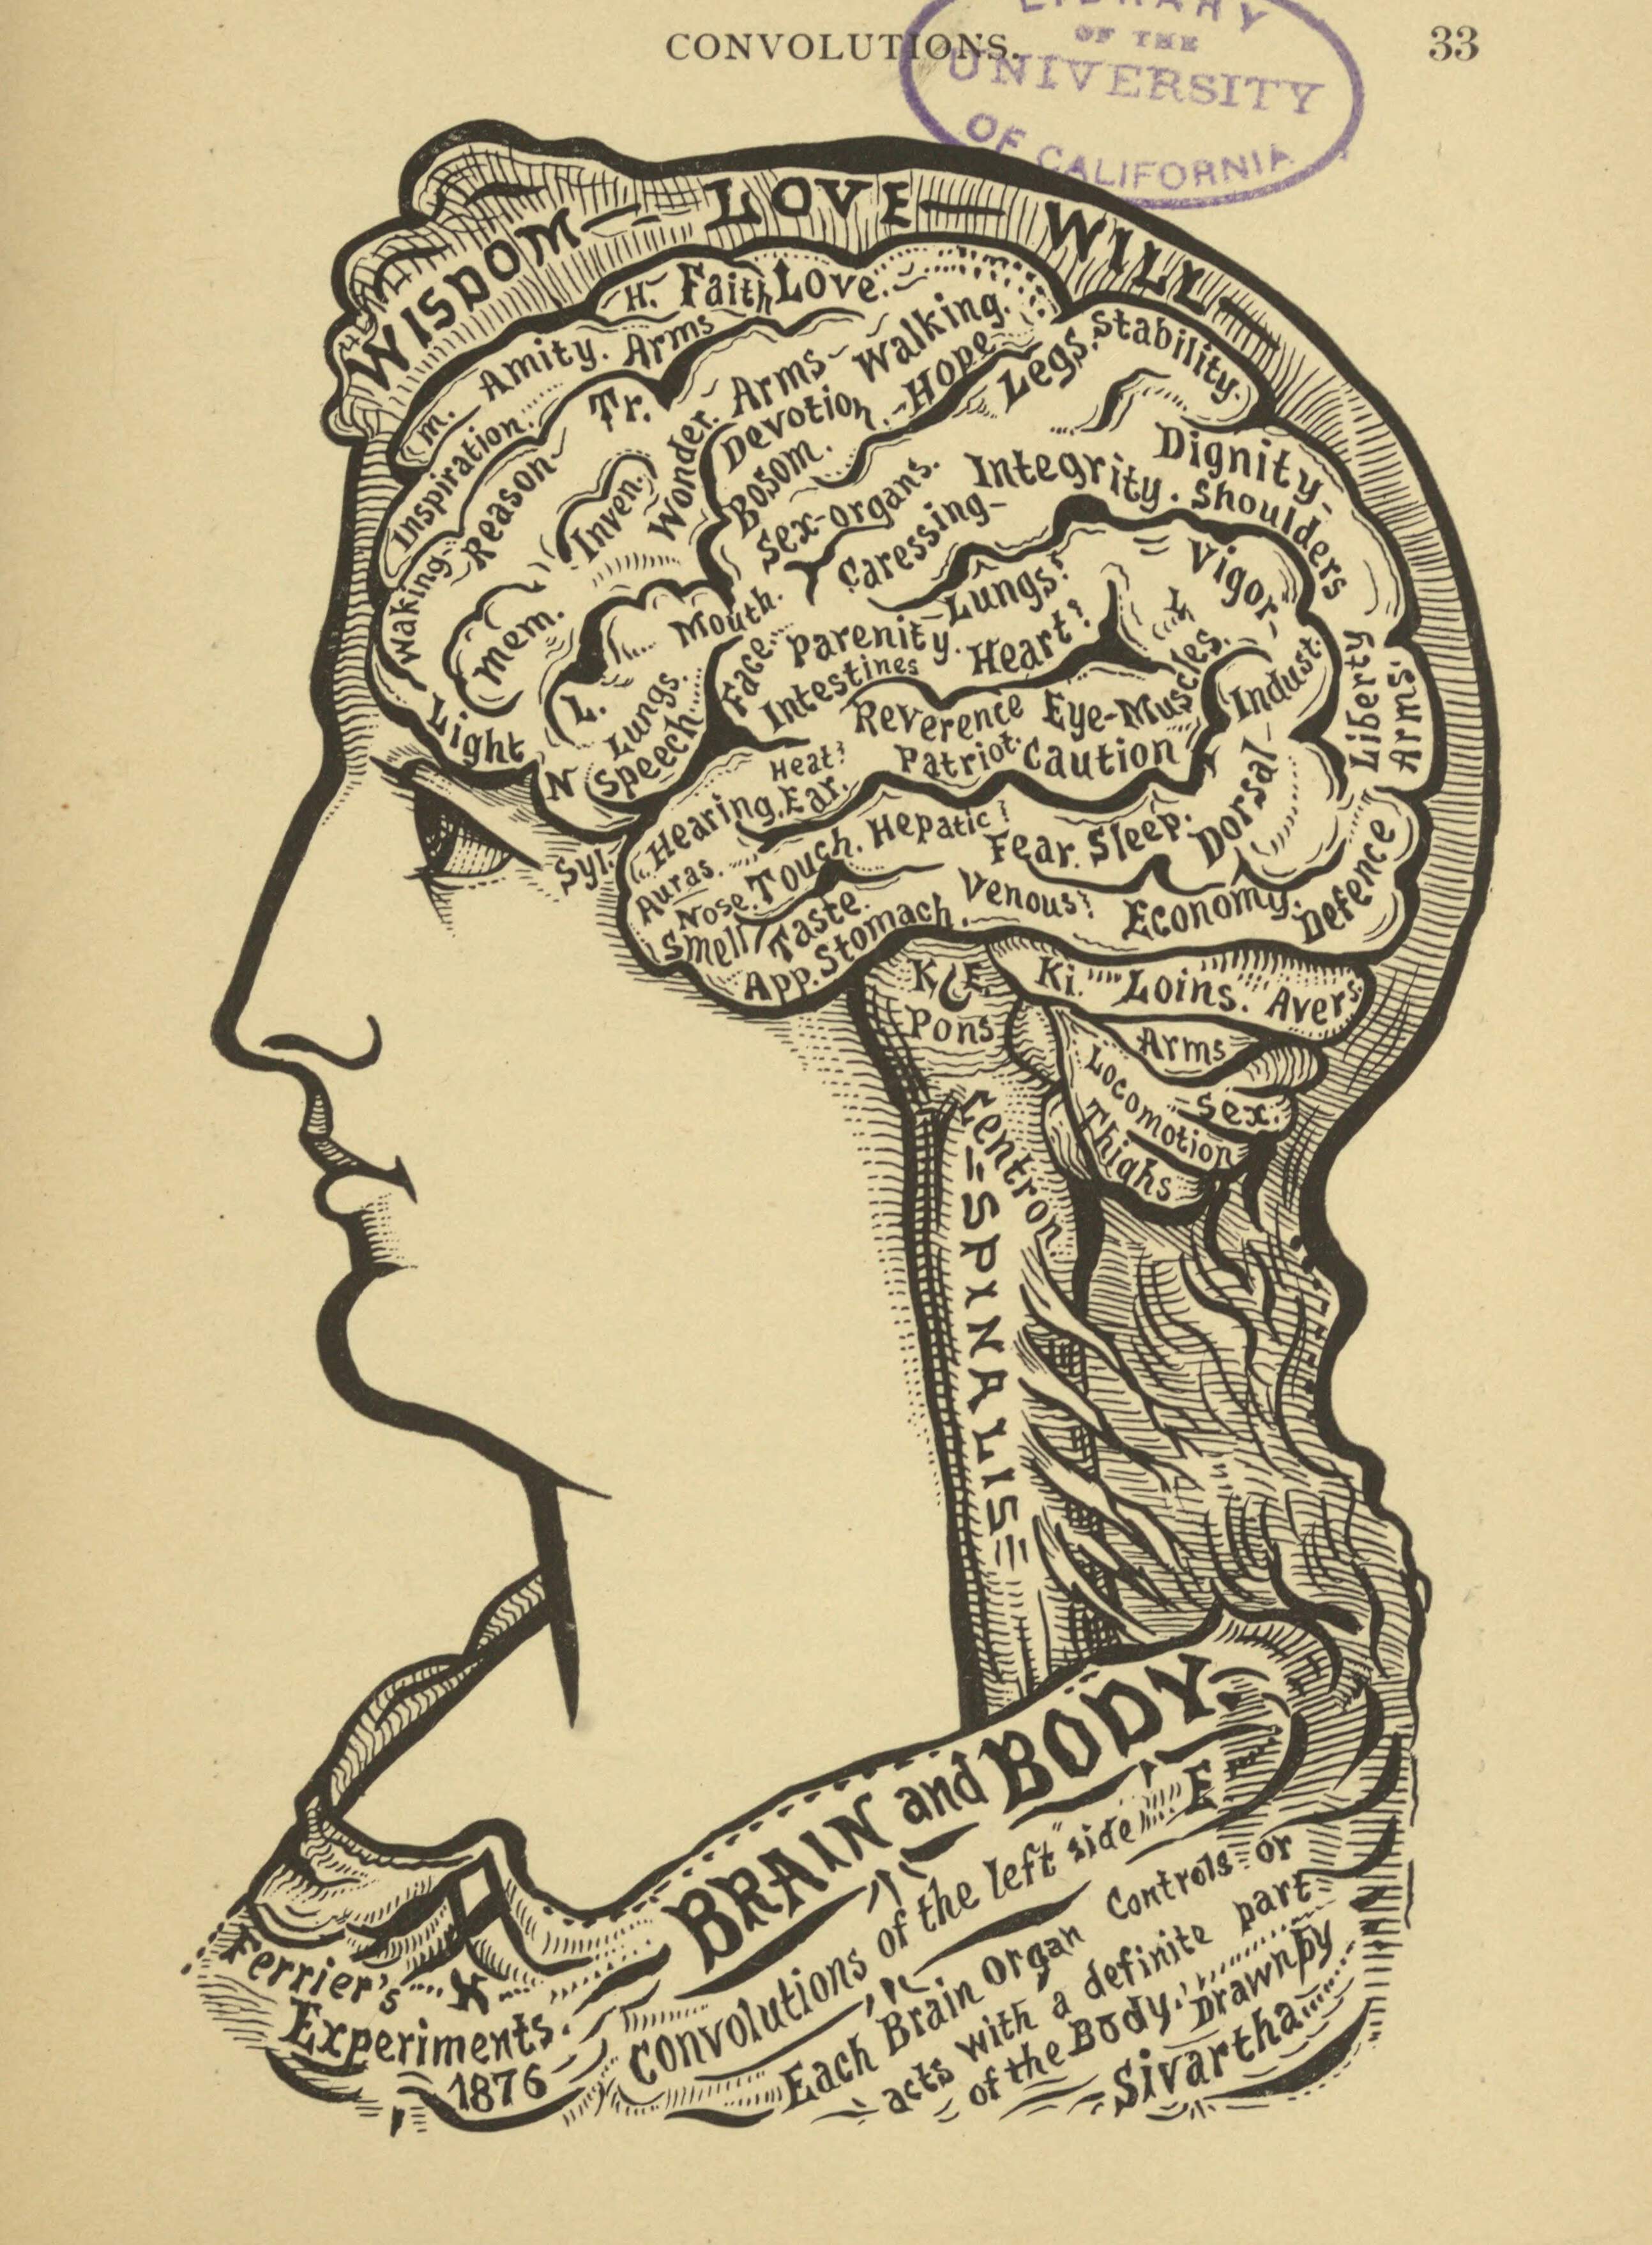 CONVOLUTIONS.
33
LIBRARY
OF THE
UNIVERSITY
OF CALIFORNIA
WISDOM — LOVE — WILL —
H. Faith Love.
m. Amity. Arms
Inspiration.
Reason
Tr.
Inven.
Wonder.
Arms Walking.
Devotion. Hope
Bosom.
Legs. Stability.
Sex-organs.
Caressing
Integrity.
Dignity
Shoulders
Waking
mem.
Light
L.
Lungs.
N Speech
Mouth.
Face.
Parenity. Lungs?
Intestines Heart?
Vigor
L
Reverence Eye-Muscles.
Patriot. Caution
Indust.
Liberty
Arms.
Heat?
Hearing. Ear.
Syl.
Auras.
Nose. Touch. Hepatic?
Fear. Sleep.
Dorsal
Smell Taste.
App. Stomach.
Venous?
Economy.
Defence
K & E
Pons
Ki. Loins. Avers.
Arms
Locomotion
Sex.
Thighs
Centron.
SPINALIS
BRAIN and BODY.
Convolutions of the left side E
Each Brain Organ Controls or
acts with a definite part
of the Body. Drawn by
Sivartha
Ferrier's
Experiments.
1876